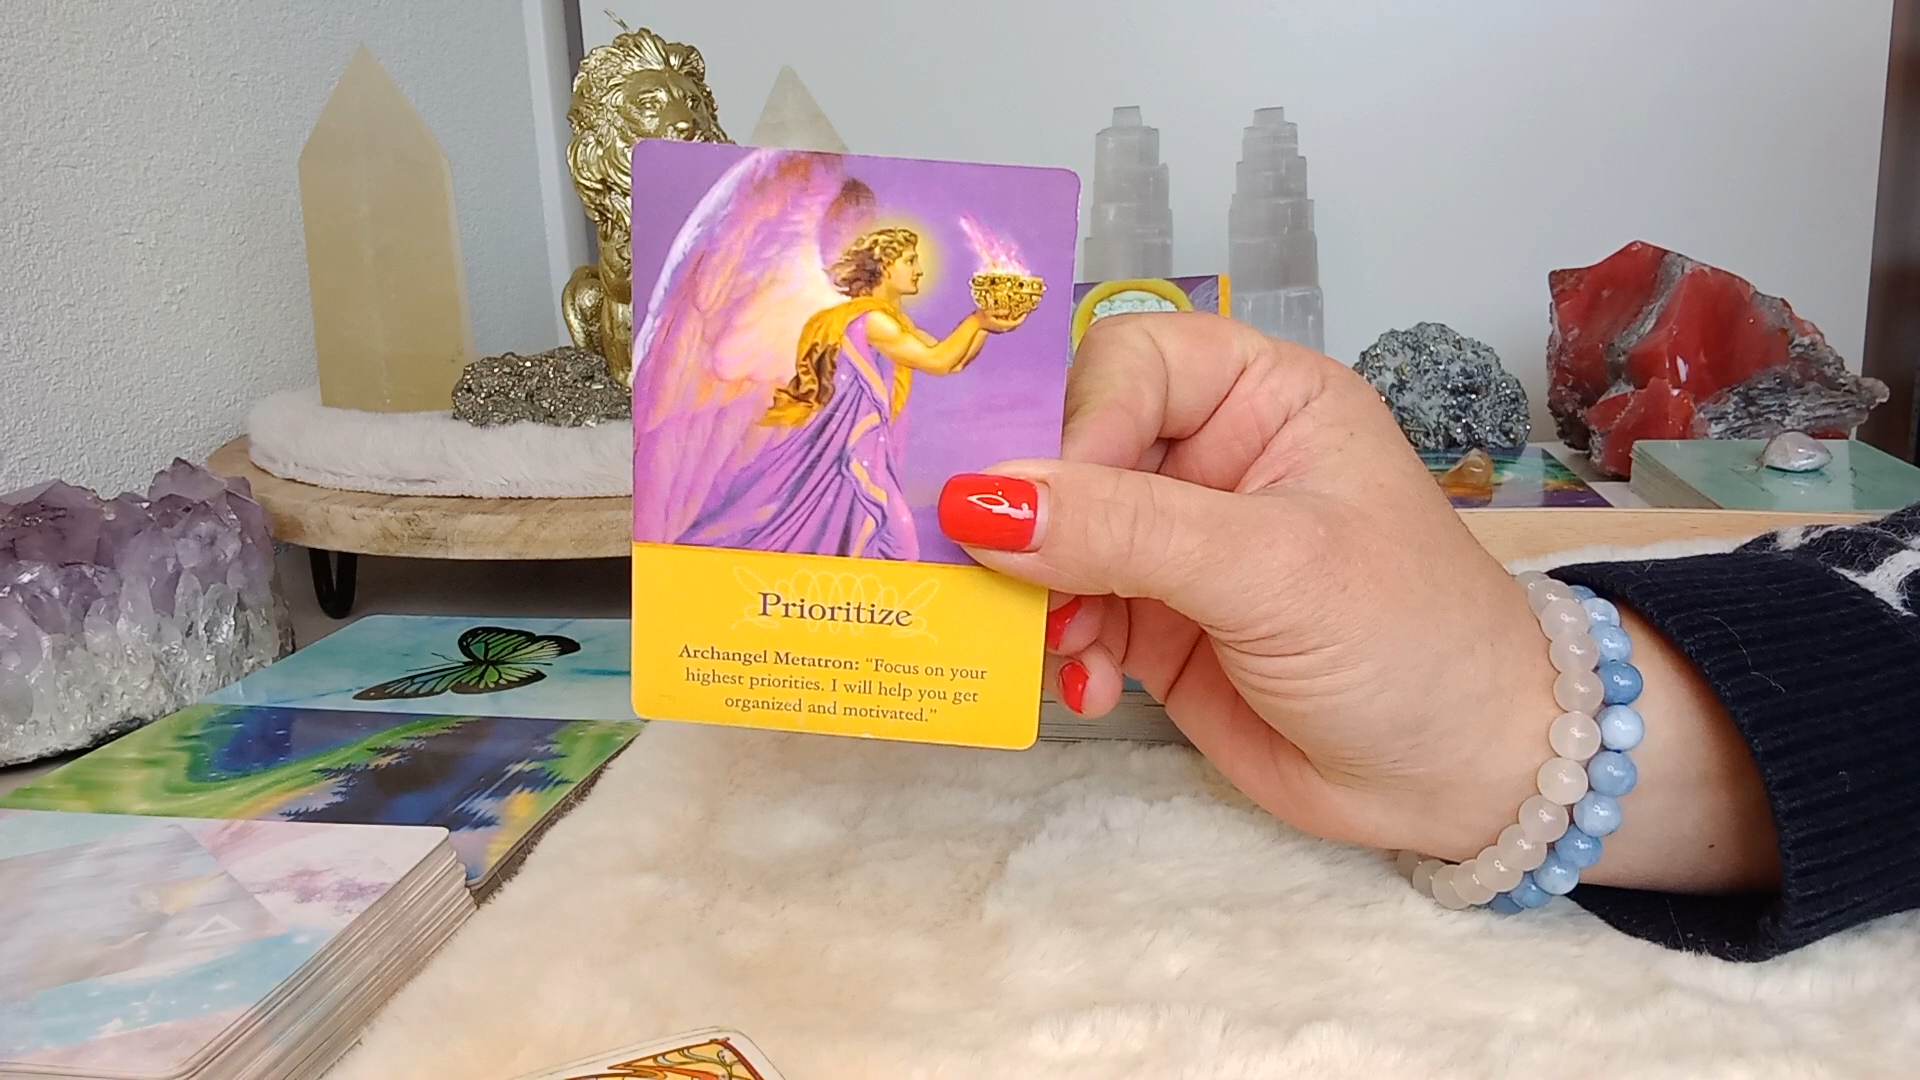 Prioritize
Archangel Metatron: “Focus on your
highest priorities. I will help you get
organized and motivated.”